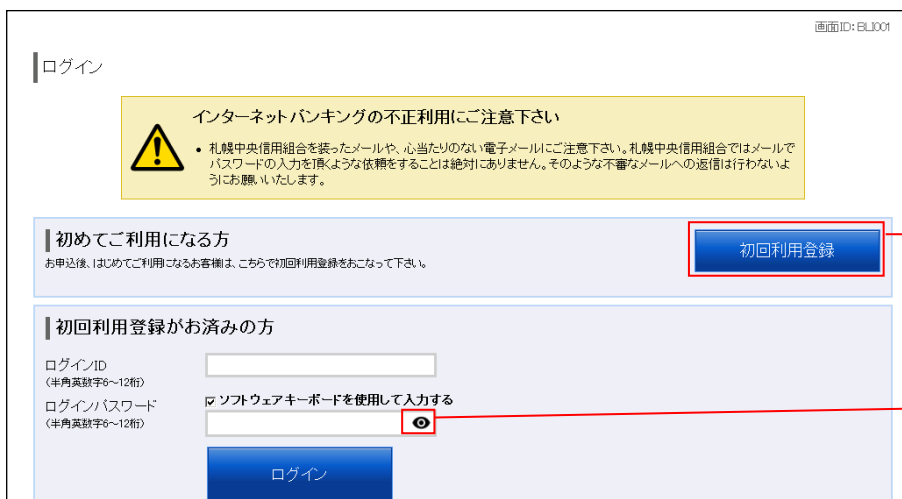 画面ID:BLI001
ログイン
インターネットバンキングの不正利用にご注意下さい
• 札幌中央信用組合を装ったメールや、心当たりのない電子メールにご注意下さい。札幌中央信用組合ではメールで
パスワードの入力を頂くような依頼をすることは絶対にありません。そのような不審なメールへの返信は行わないよ
うにお願いいたします。
初めてご利用になる方
初回利用登録
お申込後、はじめてご利用になるお客様は、こちらで初回利用登録をおこなって下さい。
初回利用登録がお済みの方
ログインID
(半角英数字6～12桁)
ソフトウェアキーボードを使用して入力する
ログインパスワード
(半角英数字6～12桁)
ログイン